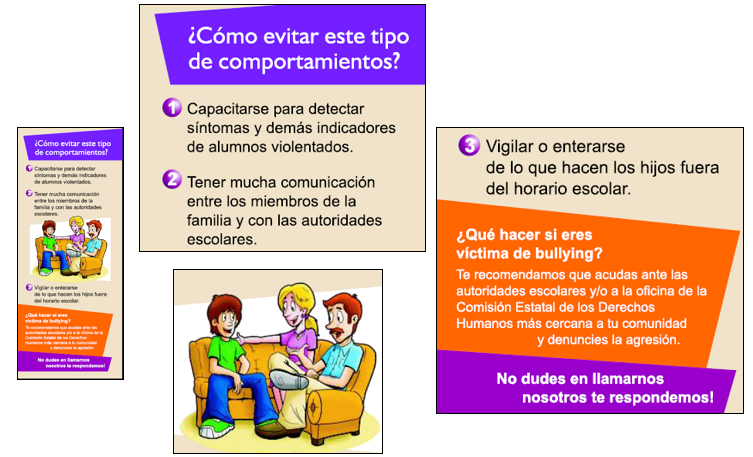 ¿Cómo evitar este tipo
de comportamientos?
1 Capacitarse para detectar
síntomas y demás indicadores
de alumnos violentados.
2 Tener mucha comunicación
entre los miembros de la
familia y con las autoridades
escolares.
3 Vigilar o enterarse
de lo que hacen los hijos fuera
del horario escolar.
¿Qué hacer si eres
víctima de bullying?
Te recomendamos que acudas ante las
autoridades escolares y/o a la oficina de la
Comisión Estatal de los Derechos
Humanos más cercana a tu comunidad
y denuncies la agresión.
No dudes en llamarnos
nosotros te respondemos!
¿Cómo evitar este tipo
de comportamientos?
1 Capacitarse para detectar
síntomas y demás indicadores
de alumnos violentados.
2 Tener mucha comunicación
entre los miembros de la
familia y con las autoridades
escolares.
3 Vigilar o enterarse
de lo que hacen los hijos fuera
del horario escolar.
¿Qué hacer si eres
víctima de bullying?
Te recomendamos que acudas ante las
autoridades escolares y/o a la oficina de la
Comisión Estatal de los Derechos
Humanos más cercana a tu comunidad
y denuncies la agresión.
No dudes en llamarnos
nosotros te respondemos!